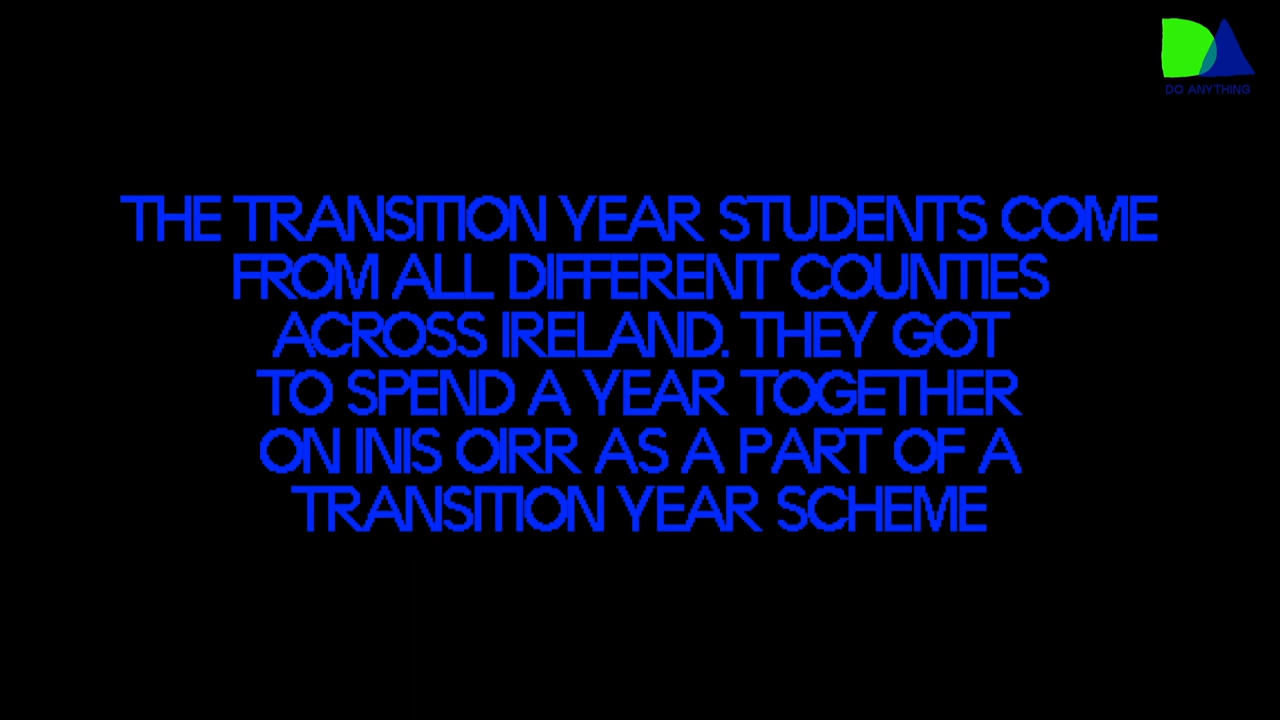 DO ANYTHING
THE TRANSITION YEAR STUDENTS COME
FROM ALL DIFFERENT COUNTIES
ACROSS IRELAND. THEY GOT
TO SPEND A YEAR TOGETHER
ON INIS OIRR AS A PART OF A
TRANSITION YEAR SCHEME